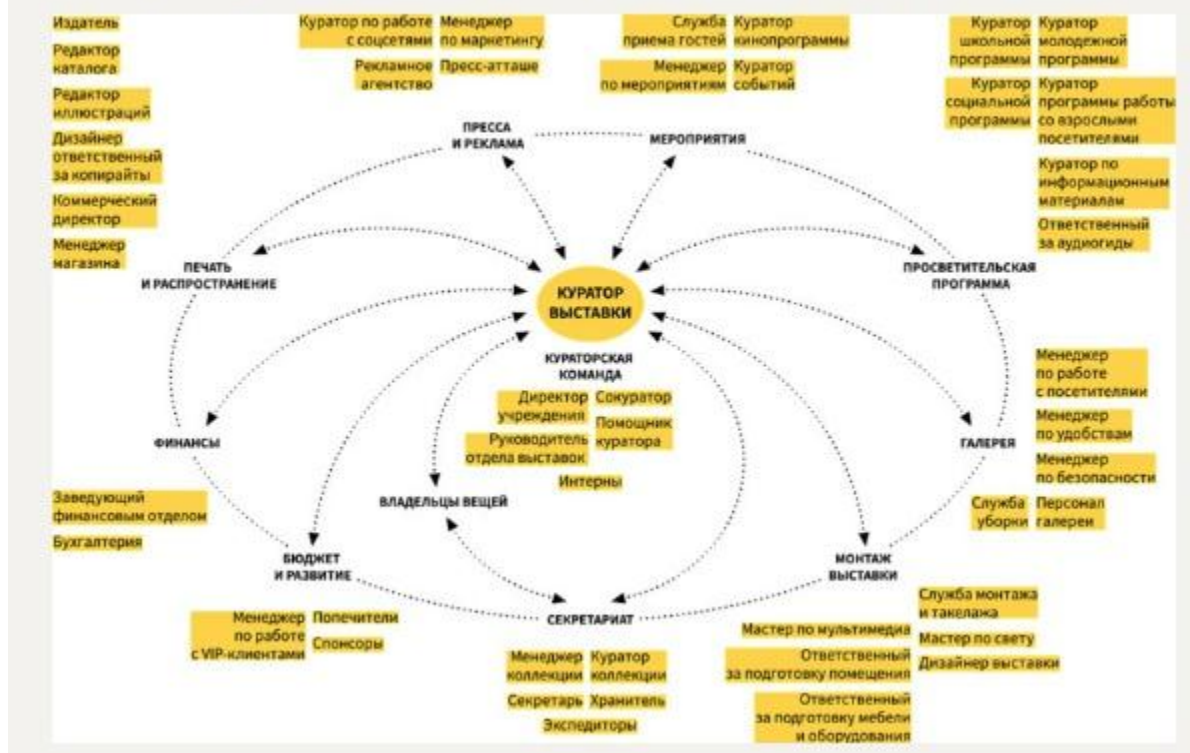 Издатель
Редактор
каталога
Редактор
иллюстраций
Дизайнер
ответственный
за копирайты
Коммерческий
директор
Менеджер
магазина
Куратор по работе
с соцсетями
Менеджер
по маркетингу
Рекламное
агентство
Пресс-атташе
Служба
приема гостей
Куратор
кинопрограммы
Менеджер
по мероприятиям
Куратор
событий
Куратор
школьной
программы
Куратор
молодежной
программы
Куратор
социальной
программы
Куратор
программы работы
со взрослыми
посетителями
Куратор по
информационным
материалам
Ответственный
за аудиогиды
ПРЕССА
И РЕКЛАМА
МЕРОПРИЯТИЯ
ПЕЧАТЬ
И РАСПРОСТРАНЕНИЕ
ПРОСВЕТИТЕЛЬСКАЯ
ПРОГРАММА
КУРАТОР
ВЫСТАВКИ
КУРАТОРСКАЯ
КОМАНДА
Директор
учреждения
Сокуратор
Руководитель
отдела выставок
Помощник
куратора
Интерны
Менеджер
по работе
с посетителями
Менеджер
по удобствам
Менеджер
по безопасности
Служба
уборки
Персонал
галереи
ФИНАНСЫ
ГАЛЕРЕЯ
Заведующий
финансовым отделом
Бухгалтерия
ВЛАДЕЛЬЦЫ ВЕЩЕЙ
БЮДЖЕТ
И РАЗВИТИЕ
МОНТАЖ
ВЫСТАВКИ
Менеджер
по работе
с VIP-клиентами
Попечители
Спонсоры
СЕКРЕТАРИАТ
Менеджер
коллекции
Куратор
коллекции
Секретарь
Хранитель
Экспедиторы
Служба монтажа
и такелажа
Мастер по мультимедиа
Мастер по свету
Ответственный
за подготовку помещения
Дизайнер выставки
Ответственный
за подготовку мебели
и оборудования